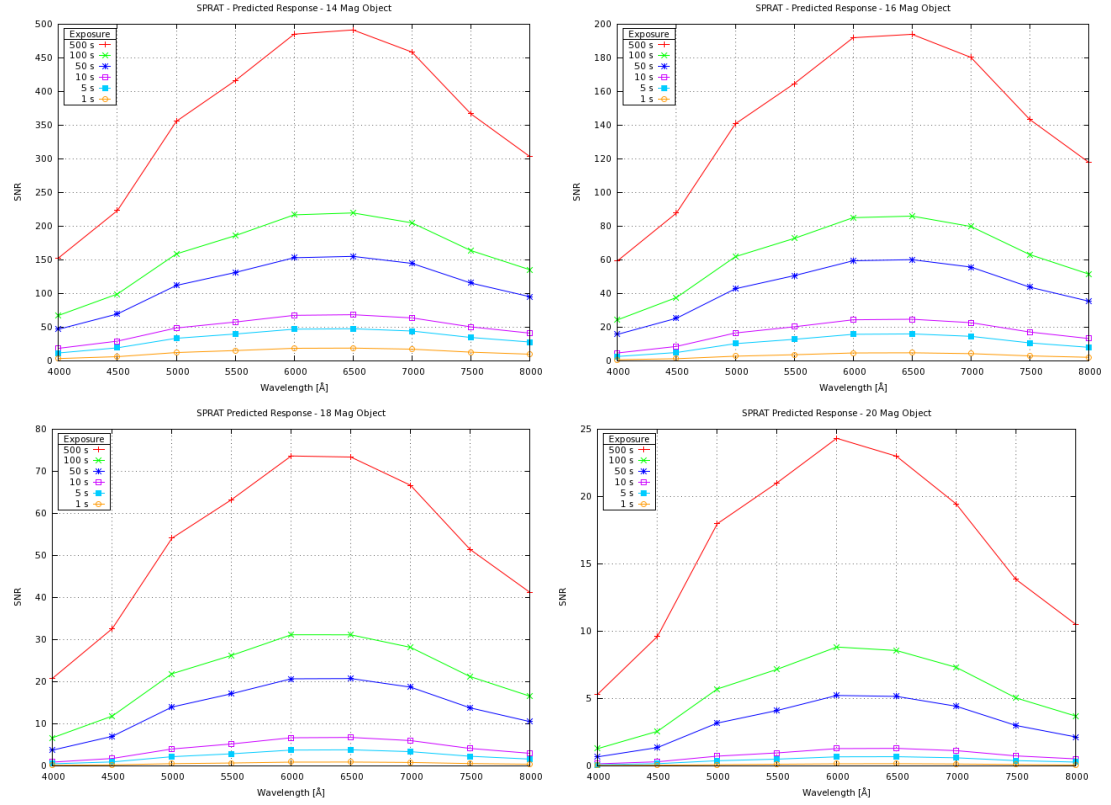 SPRAT - Predicted Response - 14 Mag Object
500
450
400
350
300
250
200
150
100
50
0
SNR
Exposure
500 s
100 s
50 s
10 s
5 s
1 s
4000 4500 5000 5500 6000 6500 7000 7500 8000
Wavelength [Å]
SPRAT - Predicted Response - 16 Mag Object
200
180
160
140
120
100
80
60
40
20
0
SNR
Exposure
500 s
100 s
50 s
10 s
5 s
1 s
4000 4500 5000 5500 6000 6500 7000 7500 8000
Wavelength [Å]
SPRAT Predicted Response - 18 Mag Object
80
70
60
50
40
30
20
10
0
SNR
Exposure
500 s
100 s
50 s
10 s
5 s
1 s
4000 4500 5000 5500 6000 6500 7000 7500 8000
Wavelength [Å]
SPRAT Predicted Response - 20 Mag Object
25
20
15
10
5
0
SNR
Exposure
500 s
100 s
50 s
10 s
5 s
1 s
4000 4500 5000 5500 6000 6500 7000 7500 8000
Wavelength [Å]